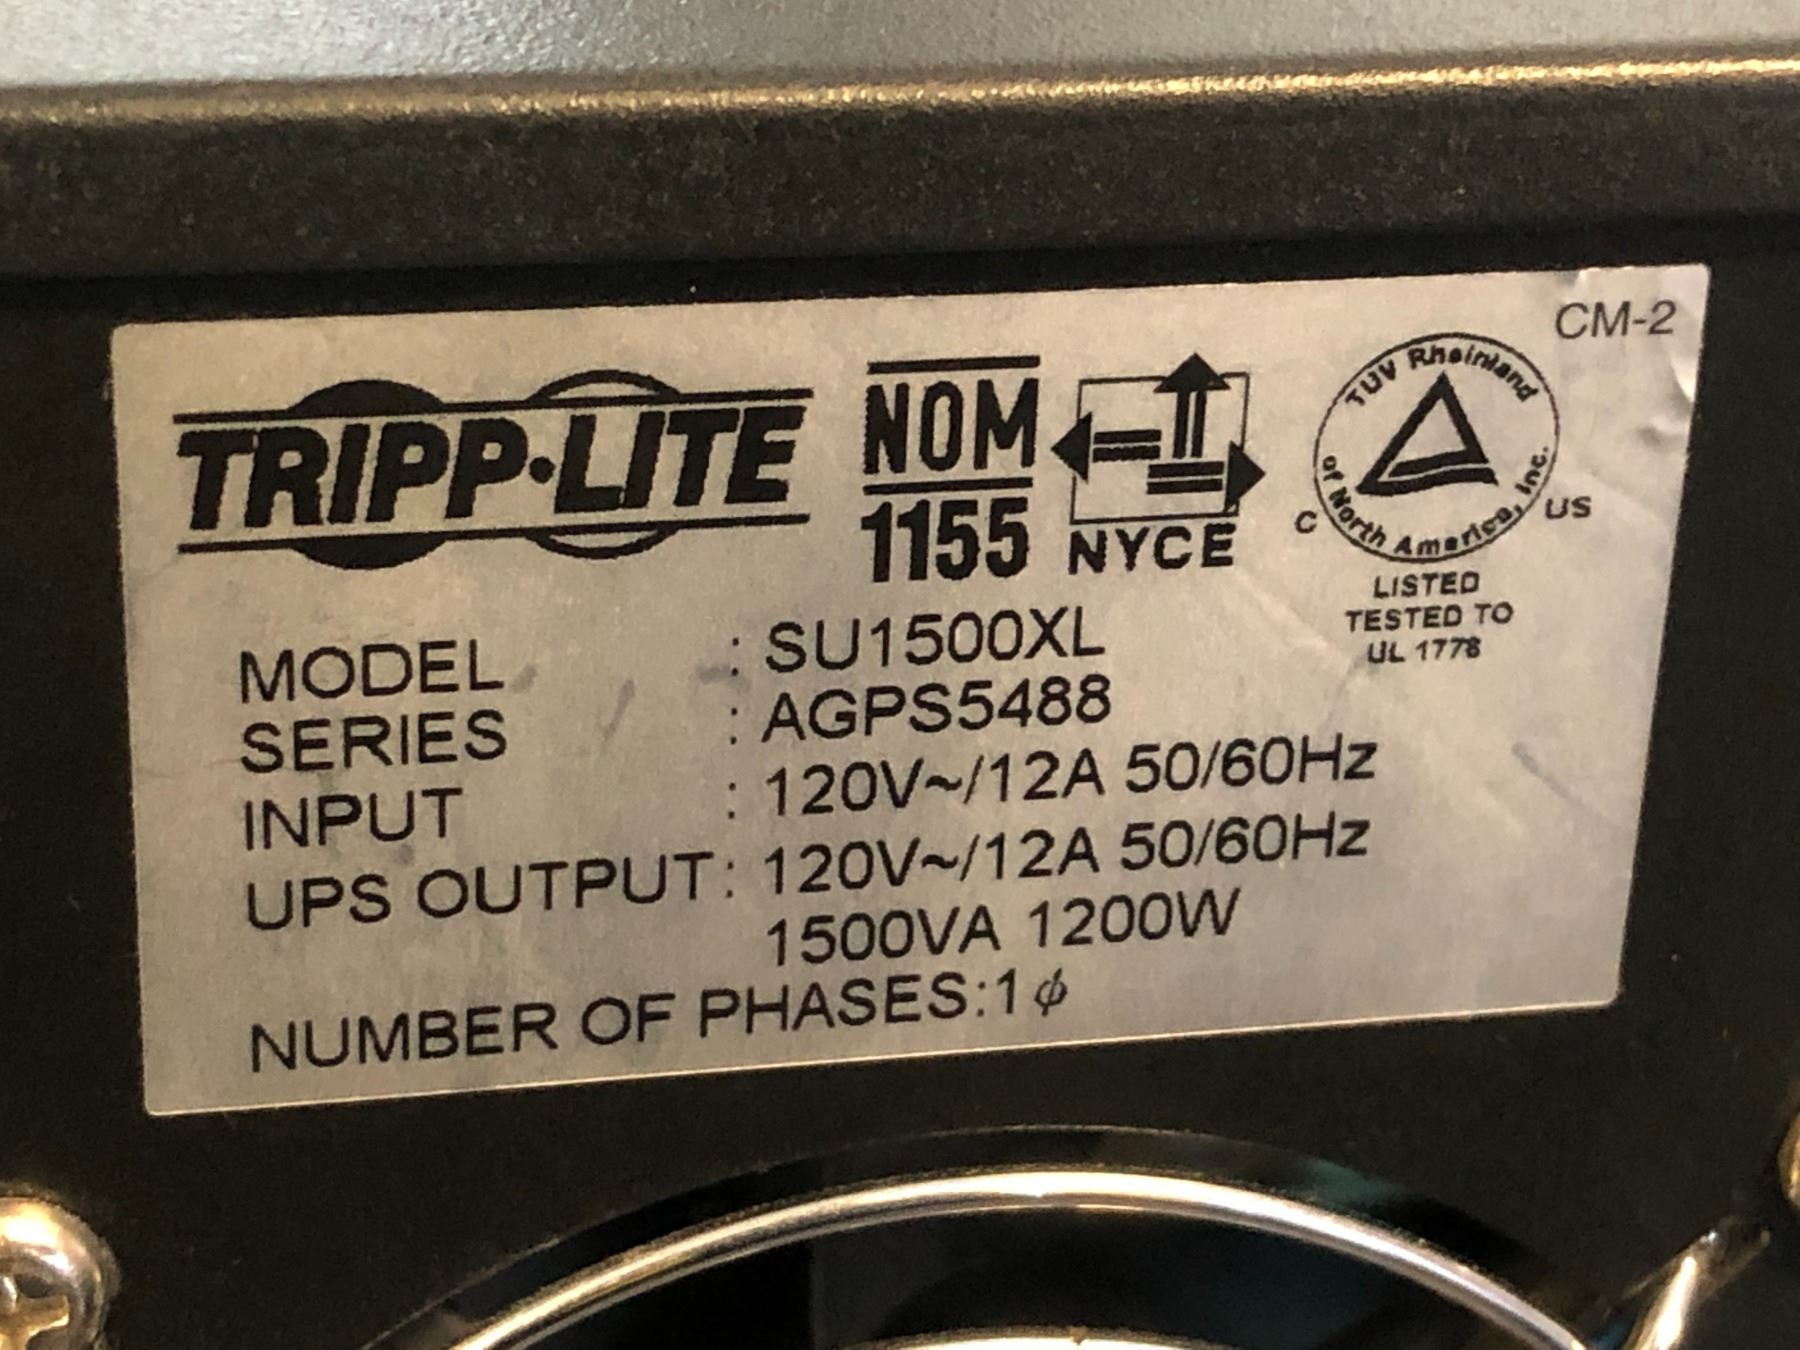 CM-2
TRIPP·LITE
NOM
1155
NYCE
TUV Rheinland
of North America, Inc.
C US
LISTED
TESTED TO
UL 1778
MODEL : SU1500XL
SERIES : AGPS5488
INPUT : 120V~/12A 50/60Hz
UPS OUTPUT: 120V~/12A 50/60Hz
1500VA 1200W
NUMBER OF PHASES:1ϕ